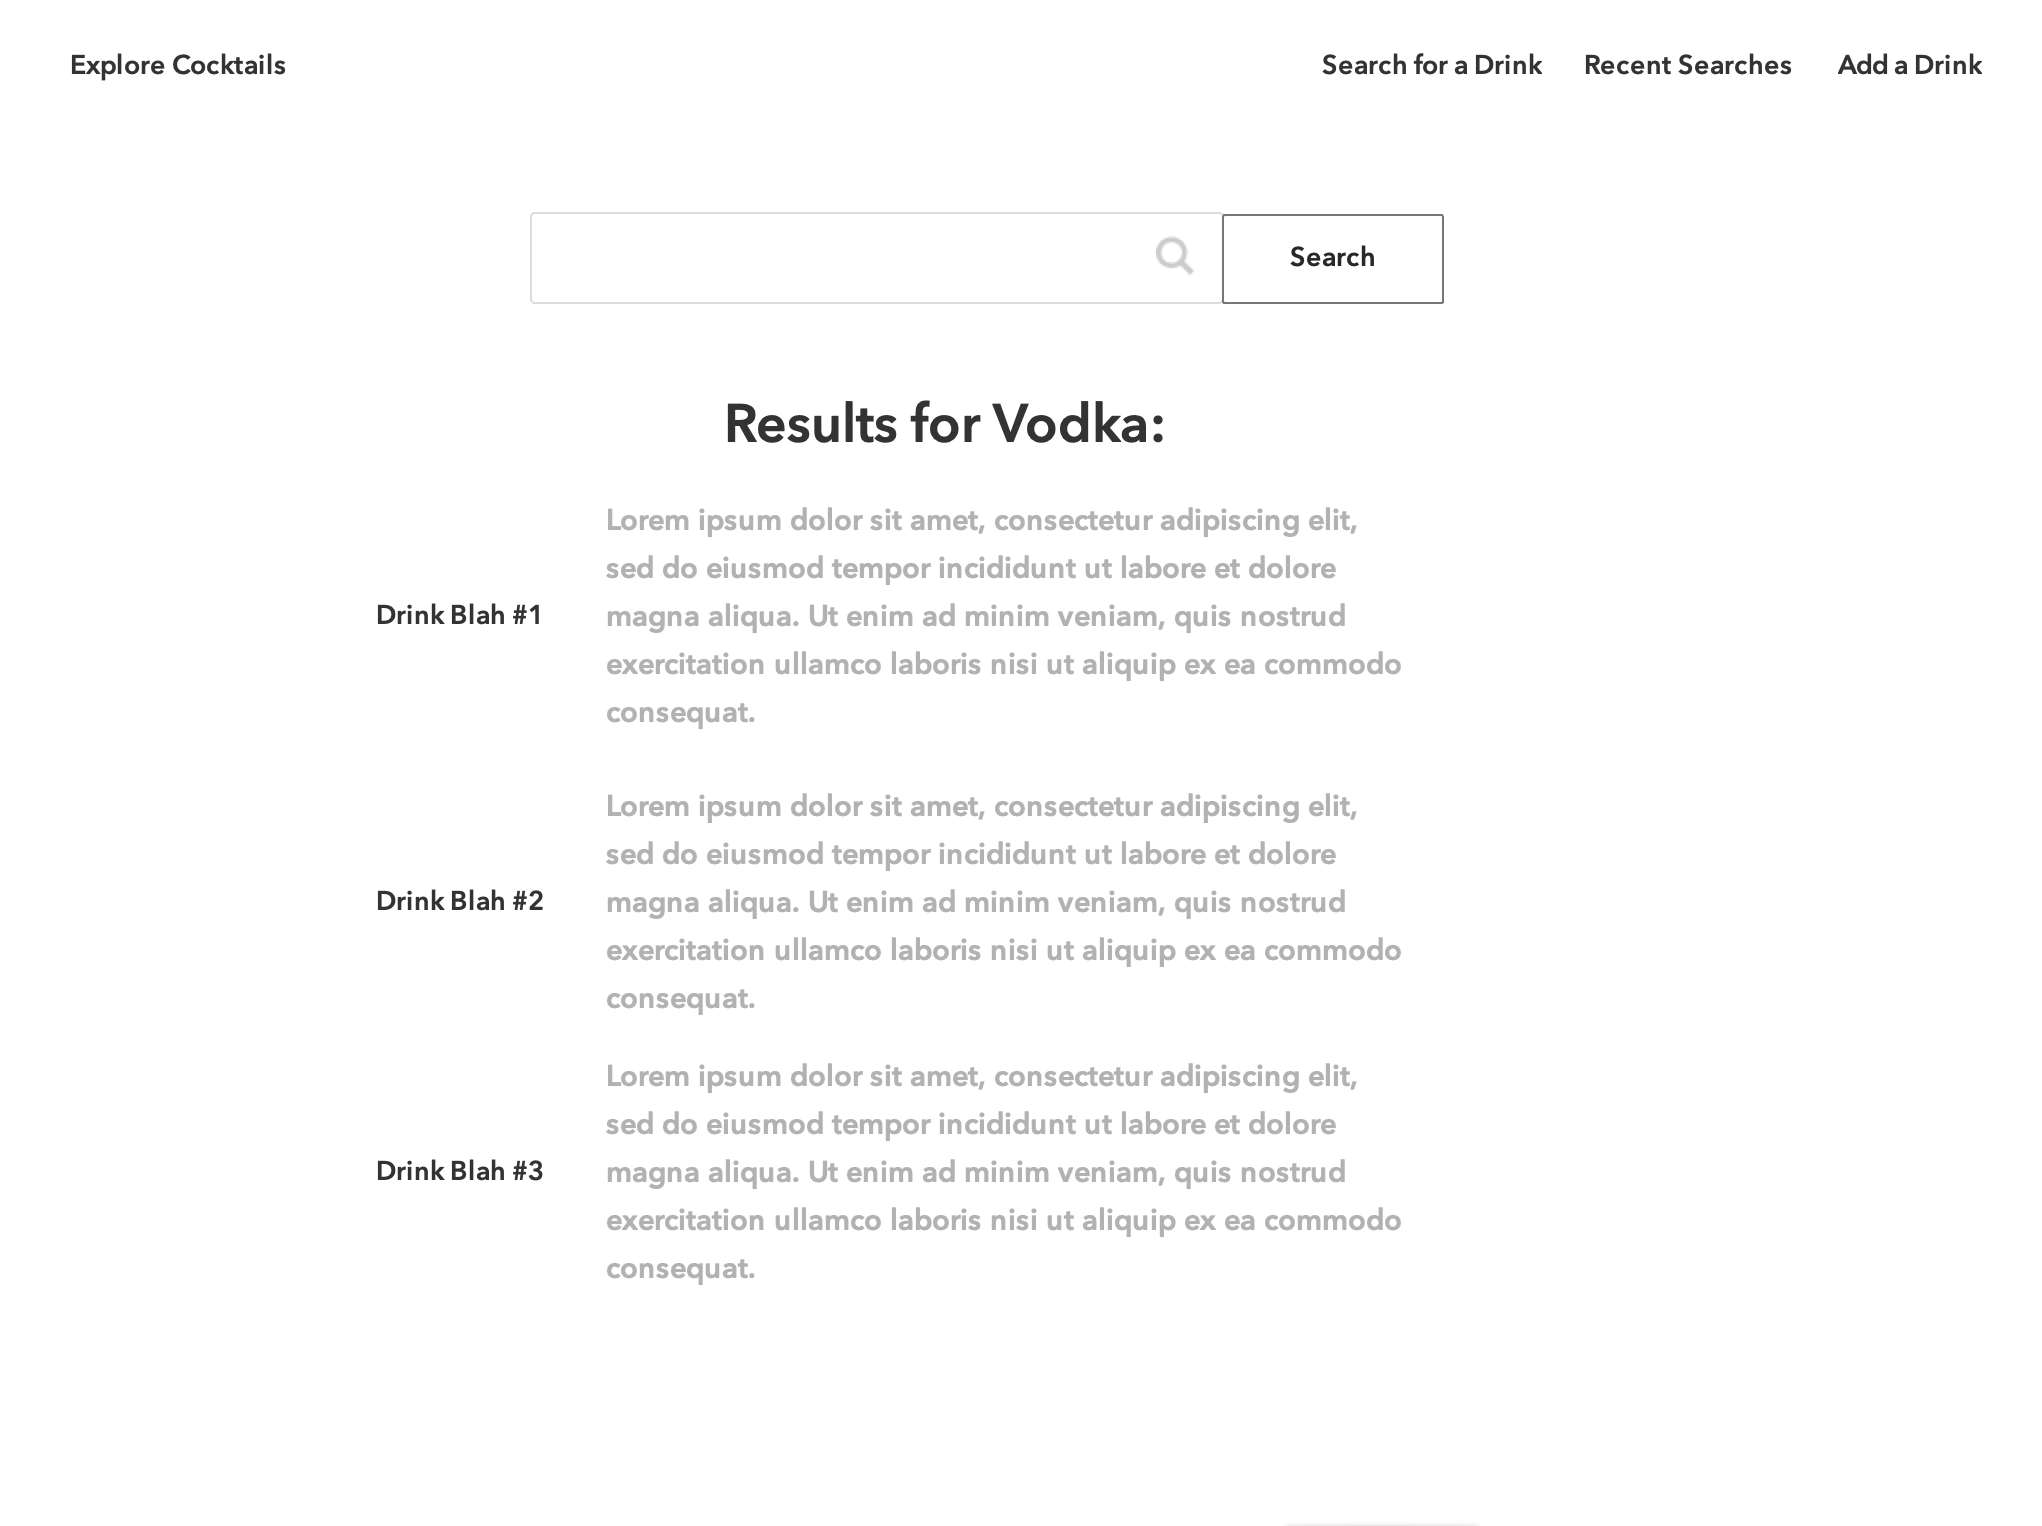 Explore Cocktails
Search for a Drink
Recent Searches
Add a Drink
Search
Results for Vodka:
Drink Blah #1
Lorem ipsum dolor sit amet, consectetur adipiscing elit,
sed do eiusmod tempor incididunt ut labore et dolore
magna aliqua. Ut enim ad minim veniam, quis nostrud
exercitation ullamco laboris nisi ut aliquip ex ea commodo
consequat.
Drink Blah #2
Lorem ipsum dolor sit amet, consectetur adipiscing elit,
sed do eiusmod tempor incididunt ut labore et dolore
magna aliqua. Ut enim ad minim veniam, quis nostrud
exercitation ullamco laboris nisi ut aliquip ex ea commodo
consequat.
Drink Blah #3
Lorem ipsum dolor sit amet, consectetur adipiscing elit,
sed do eiusmod tempor incididunt ut labore et dolore
magna aliqua. Ut enim ad minim veniam, quis nostrud
exercitation ullamco laboris nisi ut aliquip ex ea commodo
consequat.